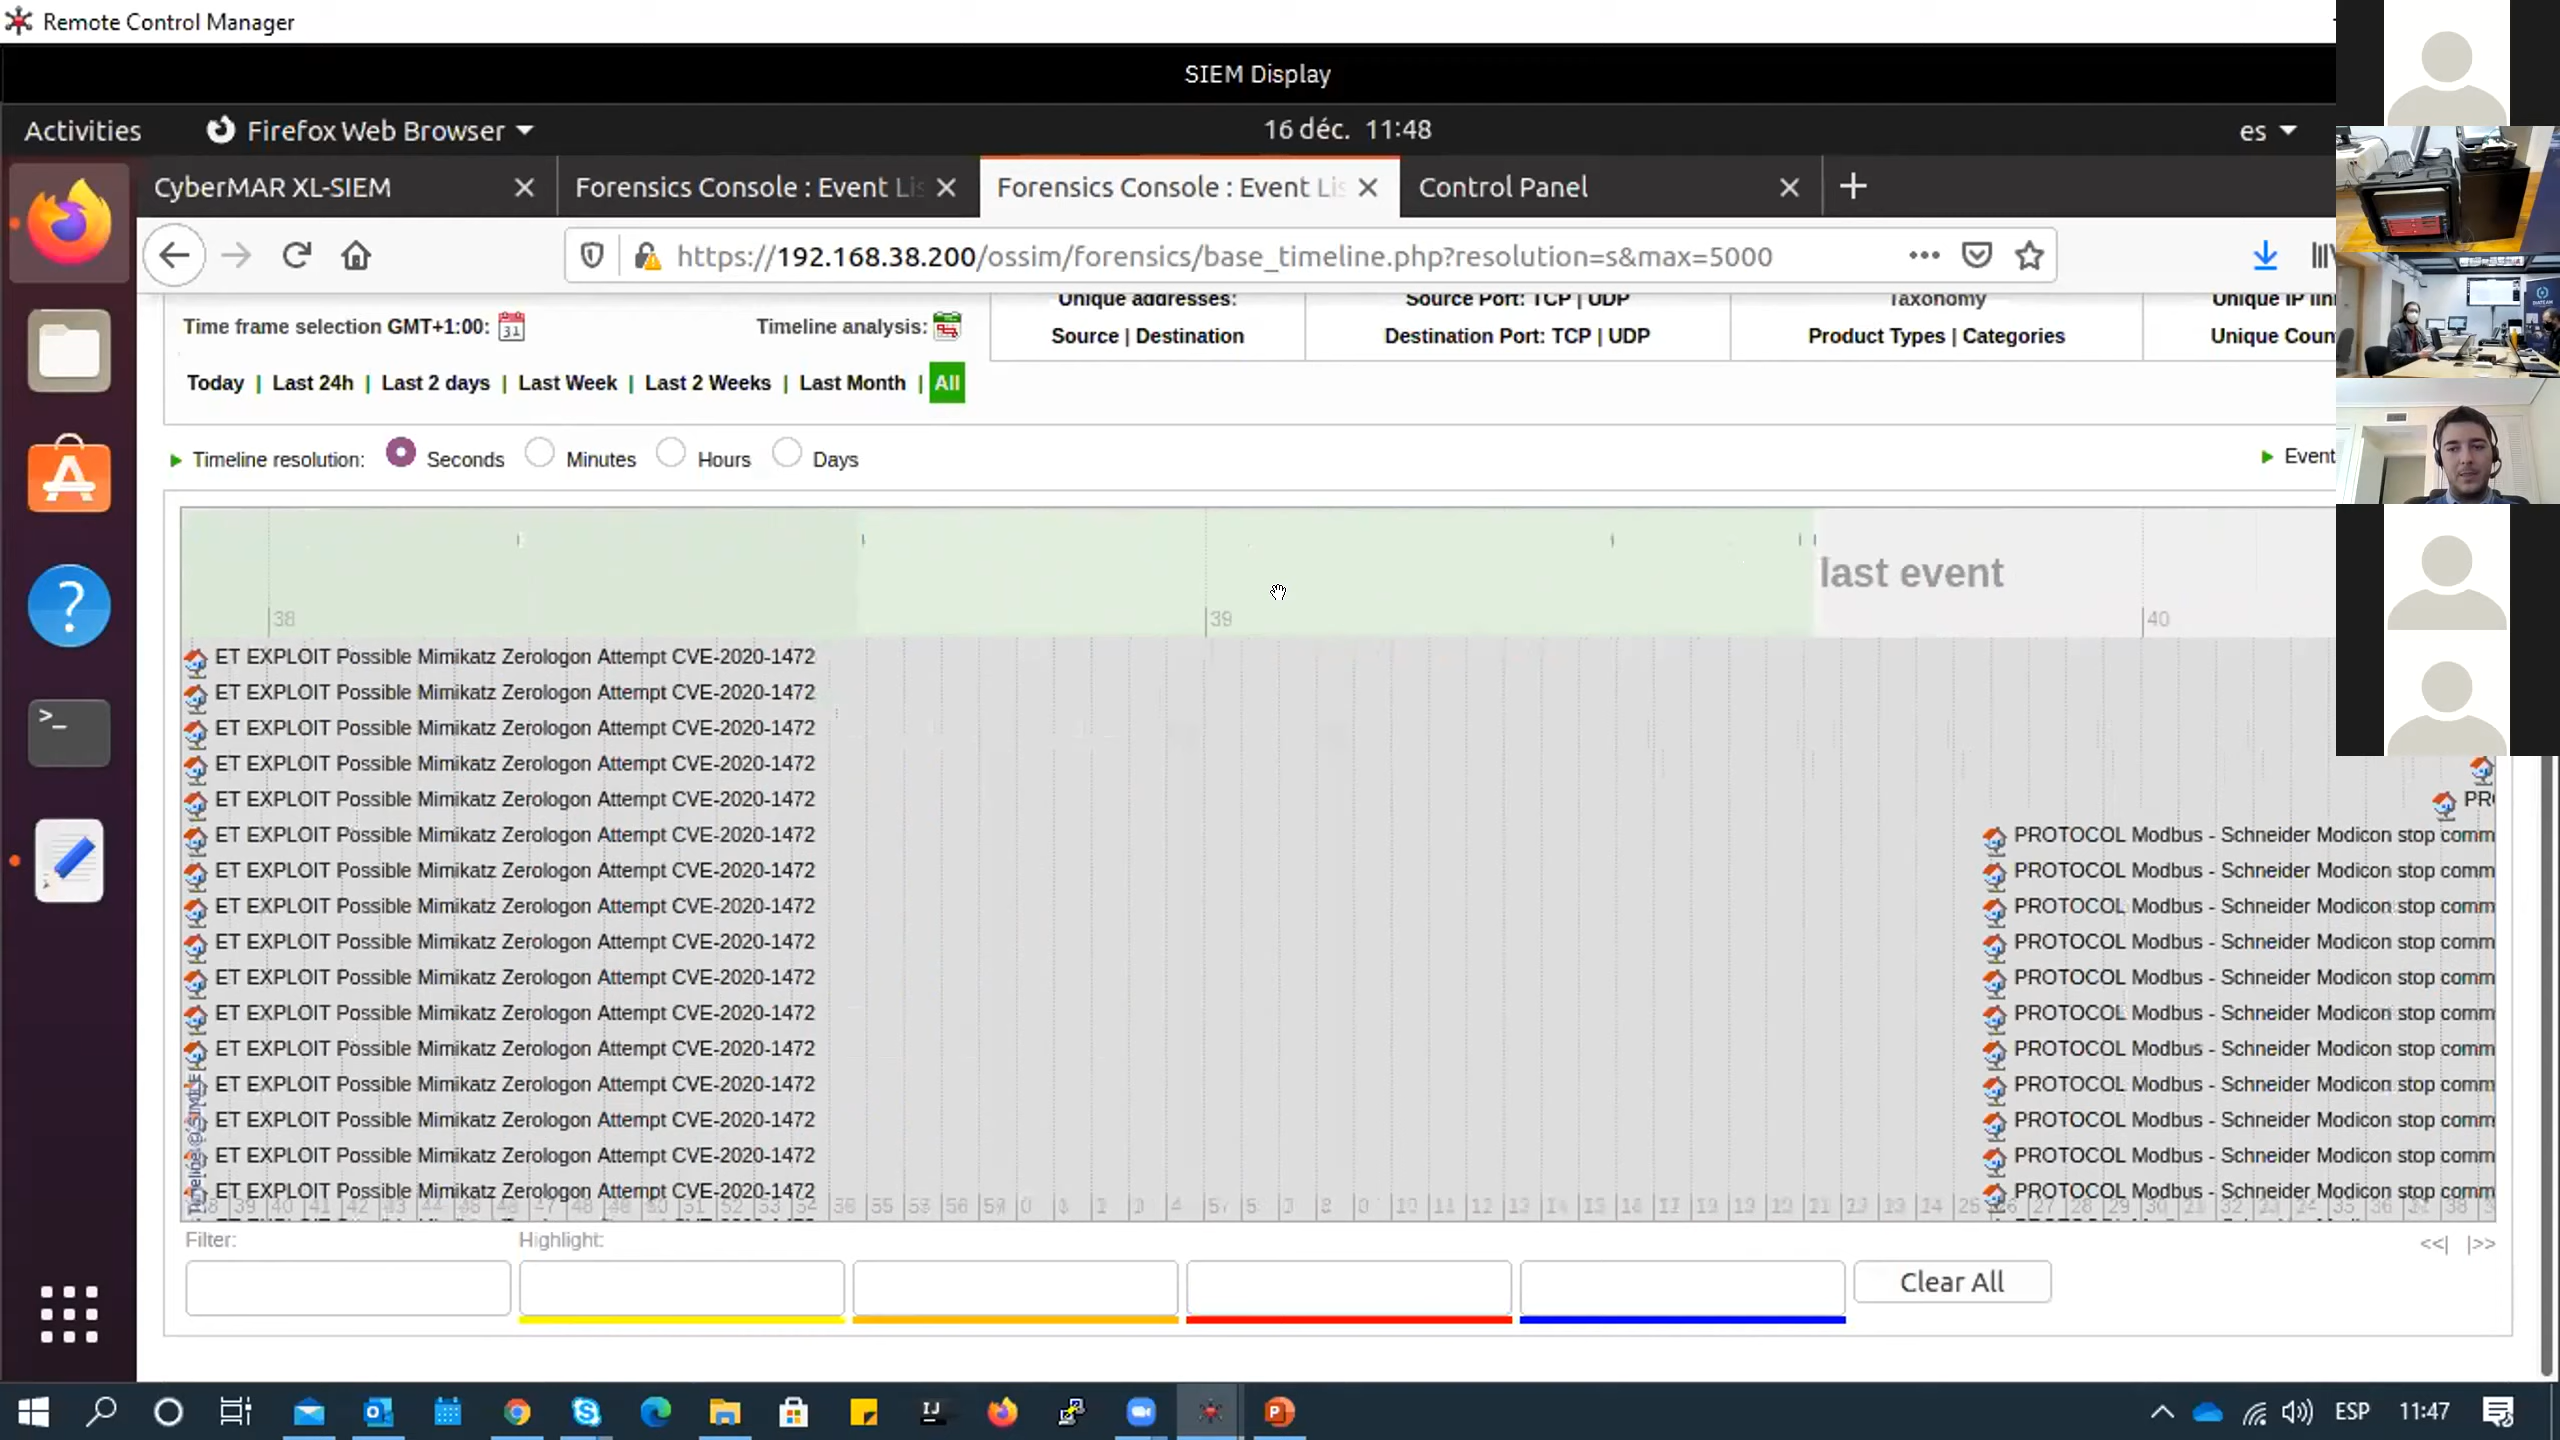 Remote Control Manager
SIEM Display
Activities Firefox Web Browser 16 déc. 11:48 es
CyberMAR XL-SIEM Forensics Console : Event Lis Forensics Console : Event Lis Control Panel
https://192.168.38.200/ossim/forensics/base_timeline.php?resolution=s&max=5000
Unique addresses: Source Port: TCP | UDP Taxonomy Unique IP lin
Time frame selection GMT+1:00: Timeline analysis:
Source | Destination Destination Port: TCP | UDP Product Types | Categories Unique Coun
Today | Last 24h | Last 2 days | Last Week | Last 2 Weeks | Last Month | All
Timeline resolution: Seconds Minutes Hours Days Event
last event
38 39 40
ET EXPLOIT Possible Mimikatz Zerologon Attempt CVE-2020-1472
ET EXPLOIT Possible Mimikatz Zerologon Attempt CVE-2020-1472
ET EXPLOIT Possible Mimikatz Zerologon Attempt CVE-2020-1472
ET EXPLOIT Possible Mimikatz Zerologon Attempt CVE-2020-1472
ET EXPLOIT Possible Mimikatz Zerologon Attempt CVE-2020-1472 PR
ET EXPLOIT Possible Mimikatz Zerologon Attempt CVE-2020-1472 PROTOCOL Modbus - Schneider Modicon stop comm
ET EXPLOIT Possible Mimikatz Zerologon Attempt CVE-2020-1472 PROTOCOL Modbus - Schneider Modicon stop comm
ET EXPLOIT Possible Mimikatz Zerologon Attempt CVE-2020-1472 PROTOCOL Modbus - Schneider Modicon stop comm
ET EXPLOIT Possible Mimikatz Zerologon Attempt CVE-2020-1472 PROTOCOL Modbus - Schneider Modicon stop comm
ET EXPLOIT Possible Mimikatz Zerologon Attempt CVE-2020-1472 PROTOCOL Modbus - Schneider Modicon stop comm
ET EXPLOIT Possible Mimikatz Zerologon Attempt CVE-2020-1472 PROTOCOL Modbus - Schneider Modicon stop comm
ET EXPLOIT Possible Mimikatz Zerologon Attempt CVE-2020-1472 PROTOCOL Modbus - Schneider Modicon stop comm
ET EXPLOIT Possible Mimikatz Zerologon Attempt CVE-2020-1472 PROTOCOL Modbus - Schneider Modicon stop comm
ET EXPLOIT Possible Mimikatz Zerologon Attempt CVE-2020-1472 PROTOCOL Modbus - Schneider Modicon stop comm
ET EXPLOIT Possible Mimikatz Zerologon Attempt CVE-2020-1472 PROTOCOL Modbus - Schneider Modicon stop comm
ET EXPLOIT Possible Mimikatz Zerologon Attempt CVE-2020-1472 PROTOCOL Modbus - Schneider Modicon stop comm
Filter: Highlight: <<| |>>
Clear All
ESP 11:47